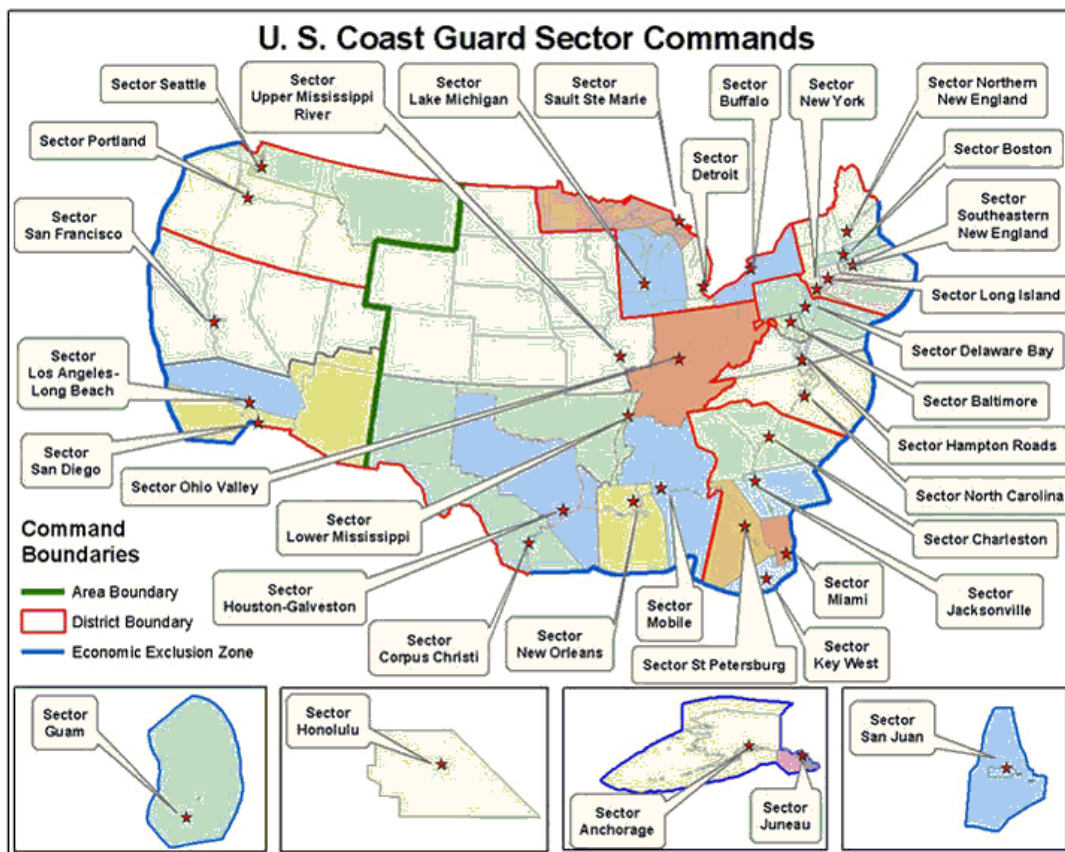 U. S. Coast Guard Sector Commands
Sector Seattle
Sector
Upper Mississippi
River
Sector
Lake Michigan
Sector
Sault Ste Marie
Sector
Buffalo
Sector
New York
Sector Northern
New England
Sector Portland
Sector
Detroit
Sector Boston
Sector
San Francisco
Sector
Southeastern
New England
Sector Long Island
Sector
Los Angeles-
Long Beach
Sector Delaware Bay
Sector Baltimore
Sector
San Diego
Sector Hampton Roads
Sector Ohio Valley
Sector North Carolina
Sector
Lower Mississippi
Sector Charleston
Command
Boundaries
Area Boundary
District Boundary
Economic Exclusion Zone
Sector
Houston-Galveston
Sector
Corpus Christi
Sector
New Orleans
Sector
Mobile
Sector St Petersburg
Sector
Miami
Sector
Key West
Sector
Jacksonville
Sector
Guam
Sector
Honolulu
Sector
Anchorage
Sector
Juneau
Sector
San Juan